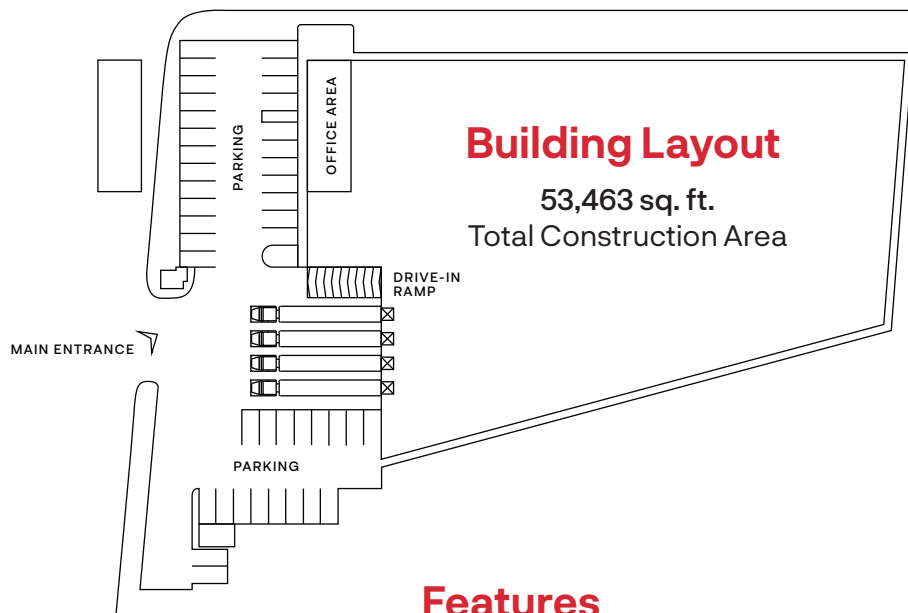 PARKING
OFFICE AREA
Building Layout
53,463 sq. ft.
Total Construction Area
DRIVE-IN
RAMP
MAIN ENTRANCE
PARKING
Features